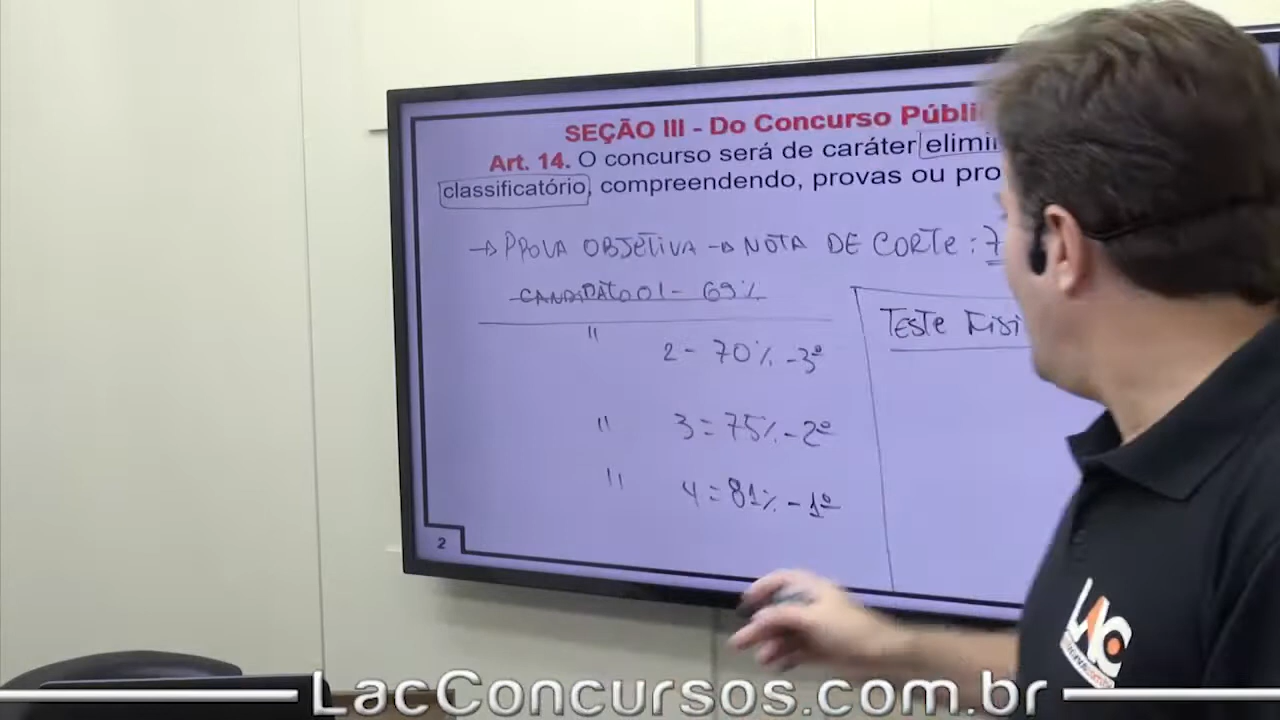 SEÇÃO III - Do Concurso Públi
Art. 14. O concurso será de caráter elimi
classificatório, compreendendo, provas ou pro
→ PROVA OBJETIVA → NOTA DE CORTE: 7
CANDIDATO 01 - 69%
TESTE FISI
" 2 - 70% - 3º
" 3 = 75% - 2º
" 4 = 81% - 1º
2
LAC
LacConcursos.com.br